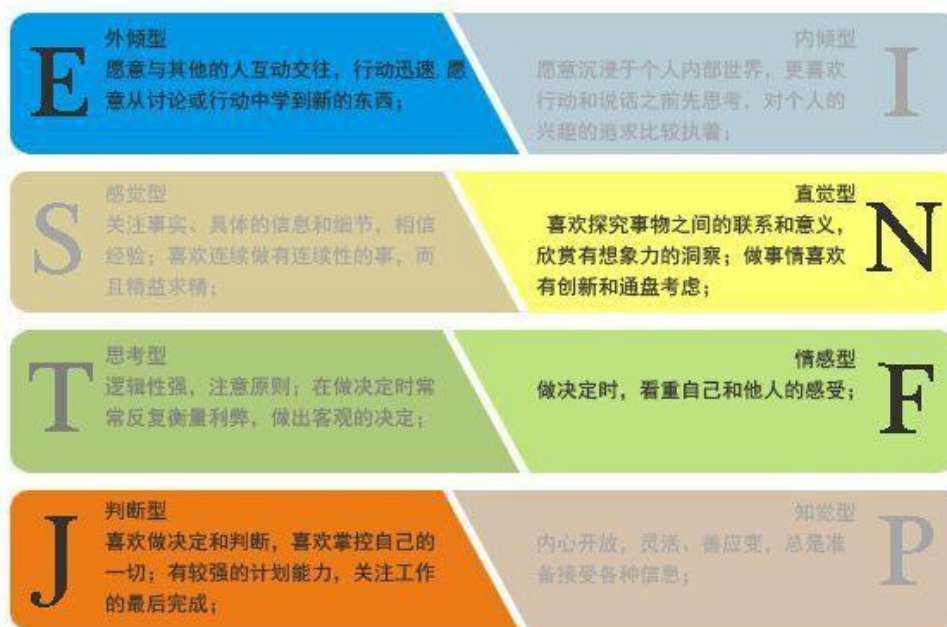 E
外倾型
愿意与其他的人互动交往，行动迅速.愿
意从讨论或行动中学到新的东西；
I
内倾型
愿意沉浸于个人内部世界，更喜欢
行动和说话之前先思考，对个人的
兴趣的追求比较执着；
S
感觉型
关注事实、具体的信息和细节，相信
经验；喜欢连续做有连续性的事，而
且精益求精；
N
直觉型
喜欢探究事物之间的联系和意义，
欣赏有想象力的洞察；做事情喜欢
有创新和通盘考虑；
T
思考型
逻辑性强，注意原则；在做决定时常
常反复衡量利弊，做出客观的决定；
F
情感型
做决定时，看重自己和他人的感受；
J
判断型
喜欢做决定和判断，喜欢掌控自己的
一切；有较强的计划能力，关注工作
的最后完成；
P
知觉型
内心开放，灵活、善应变，总是准
备接受各种信息；